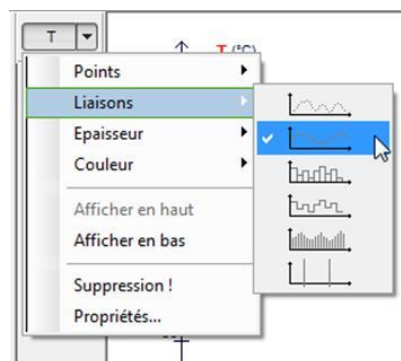 T
T (°C)
Points
Liaisons
Epaisseur
Couleur
Afficher en haut
Afficher en bas
Suppression !
Propriétés...